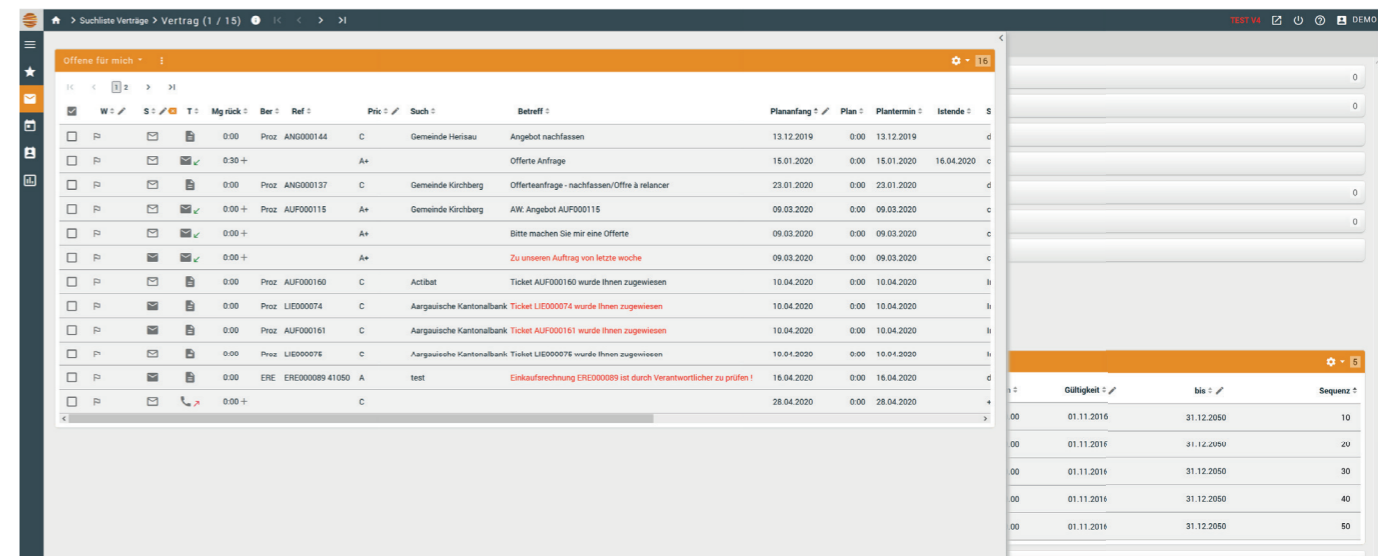 Suchliste Verträge > Vertrag (1 / 15)
TEST V4 DEMO
Offene für mich 16
1 2
W S T Mg rück Ber Ref Pric Such Betreff Plananfang Plan Plantermin Istende S
0:00 Proz ANG000144 C Gemeinde Herisau Angebot nachfassen 13.12.2019 0:00 13.12.2019 d
0:30 + A+ Offerte Anfrage 15.01.2020 0:00 15.01.2020 16.04.2020 c
0:00 Proz ANG000137 C Gemeinde Kirchberg Offerteanfrage - nachfassen/Offre à relancer 23.01.2020 0:00 23.01.2020 d
0:00 + Proz AUF000115 A+ Gemeinde Kirchberg AW: Angebot AUF000115 09.03.2020 0:00 09.03.2020 c
0:00 + A+ Bitte machen Sie mir eine Offerte 09.03.2020 0:00 09.03.2020 c
0:00 + A+ Zu unseren Auftrag von letzte woche 09.03.2020 0:00 09.03.2020 c
0:00 Proz AUF000160 C Actibat Ticket AUF000160 wurde Ihnen zugewiesen 10.04.2020 0:00 10.04.2020
0:00 Proz LIE000074 C Aargauische Kantonalbank Ticket LIE000074 wurde Ihnen zugewiesen 10.04.2020 0:00 10.04.2020
0:00 Proz AUF000161 C Aargauische Kantonalbank Ticket AUF000161 wurde Ihnen zugewiesen 10.04.2020 0:00 10.04.2020
0:00 Proz LIE000075 C Aargauische Kantonalbank Ticket LIE000075 wurde Ihnen zugewiesen 10.04.2020 0:00 10.04.2020
0:00 ERE ERE000089 41050 A test Einkaufsrechnung ERE000089 ist durch Verantwortlicher zu prüfen ! 16.04.2020 0:00 16.04.2020 d
0:00 + C 28.04.2020 0:00 28.04.2020 +
0
0
0
0
5
Gültigkeit bis Sequenz
00 01.11.2016 31.12.2050 10
00 01.11.2016 31.12.2050 20
00 01.11.2016 31.12.2050 30
00 01.11.2016 31.12.2050 40
00 01.11.2016 31.12.2050 50